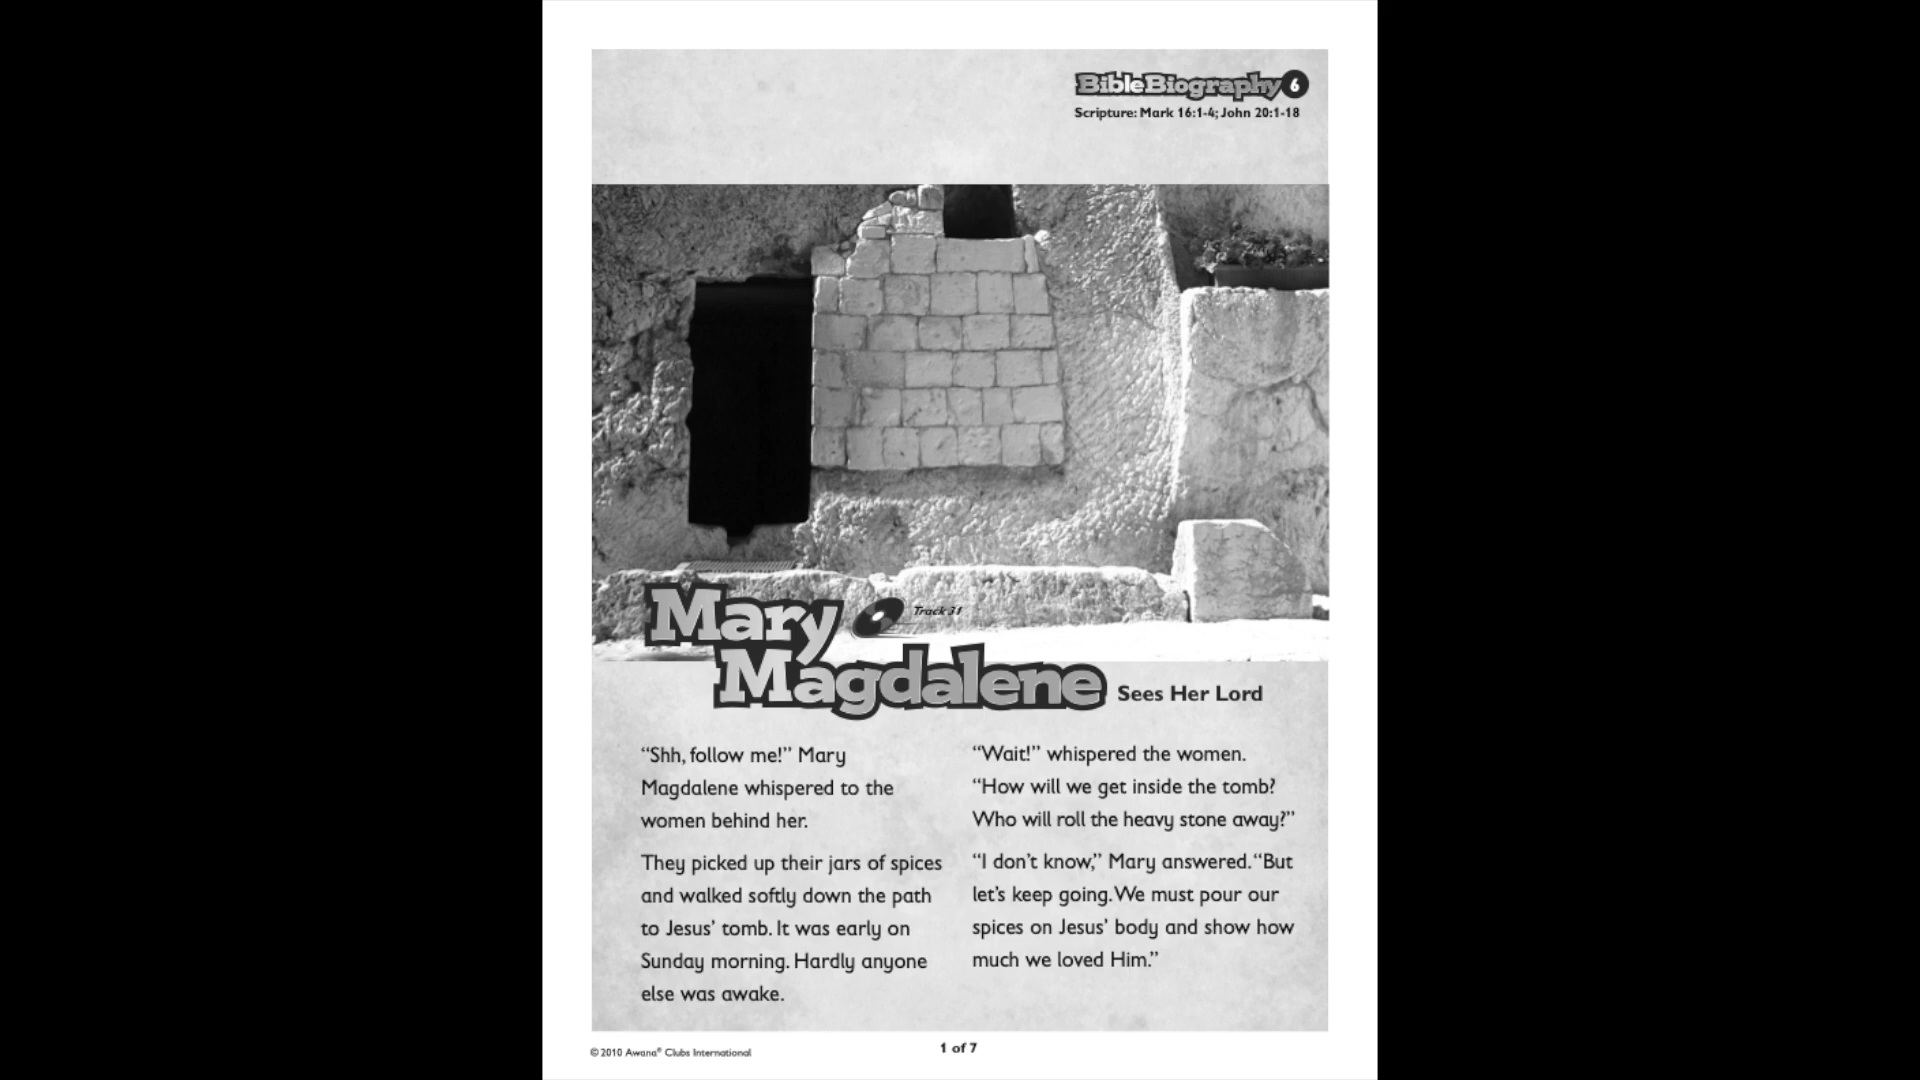 BibleBiography 6
Scripture: Mark 16:1-4; John 20:1-18
Mary
Track 31
Magdalene
Sees Her Lord
“Shh, follow me!” Mary
Magdalene whispered to the
women behind her.
They picked up their jars of spices
and walked softly down the path
to Jesus’ tomb. It was early on
Sunday morning. Hardly anyone
else was awake.
“Wait!” whispered the women.
“How will we get inside the tomb?
Who will roll the heavy stone away?”
“I don’t know,” Mary answered. “But
let’s keep going. We must pour our
spices on Jesus’ body and show how
much we loved Him.”
© 2010 Awana® Clubs International
1 of 7